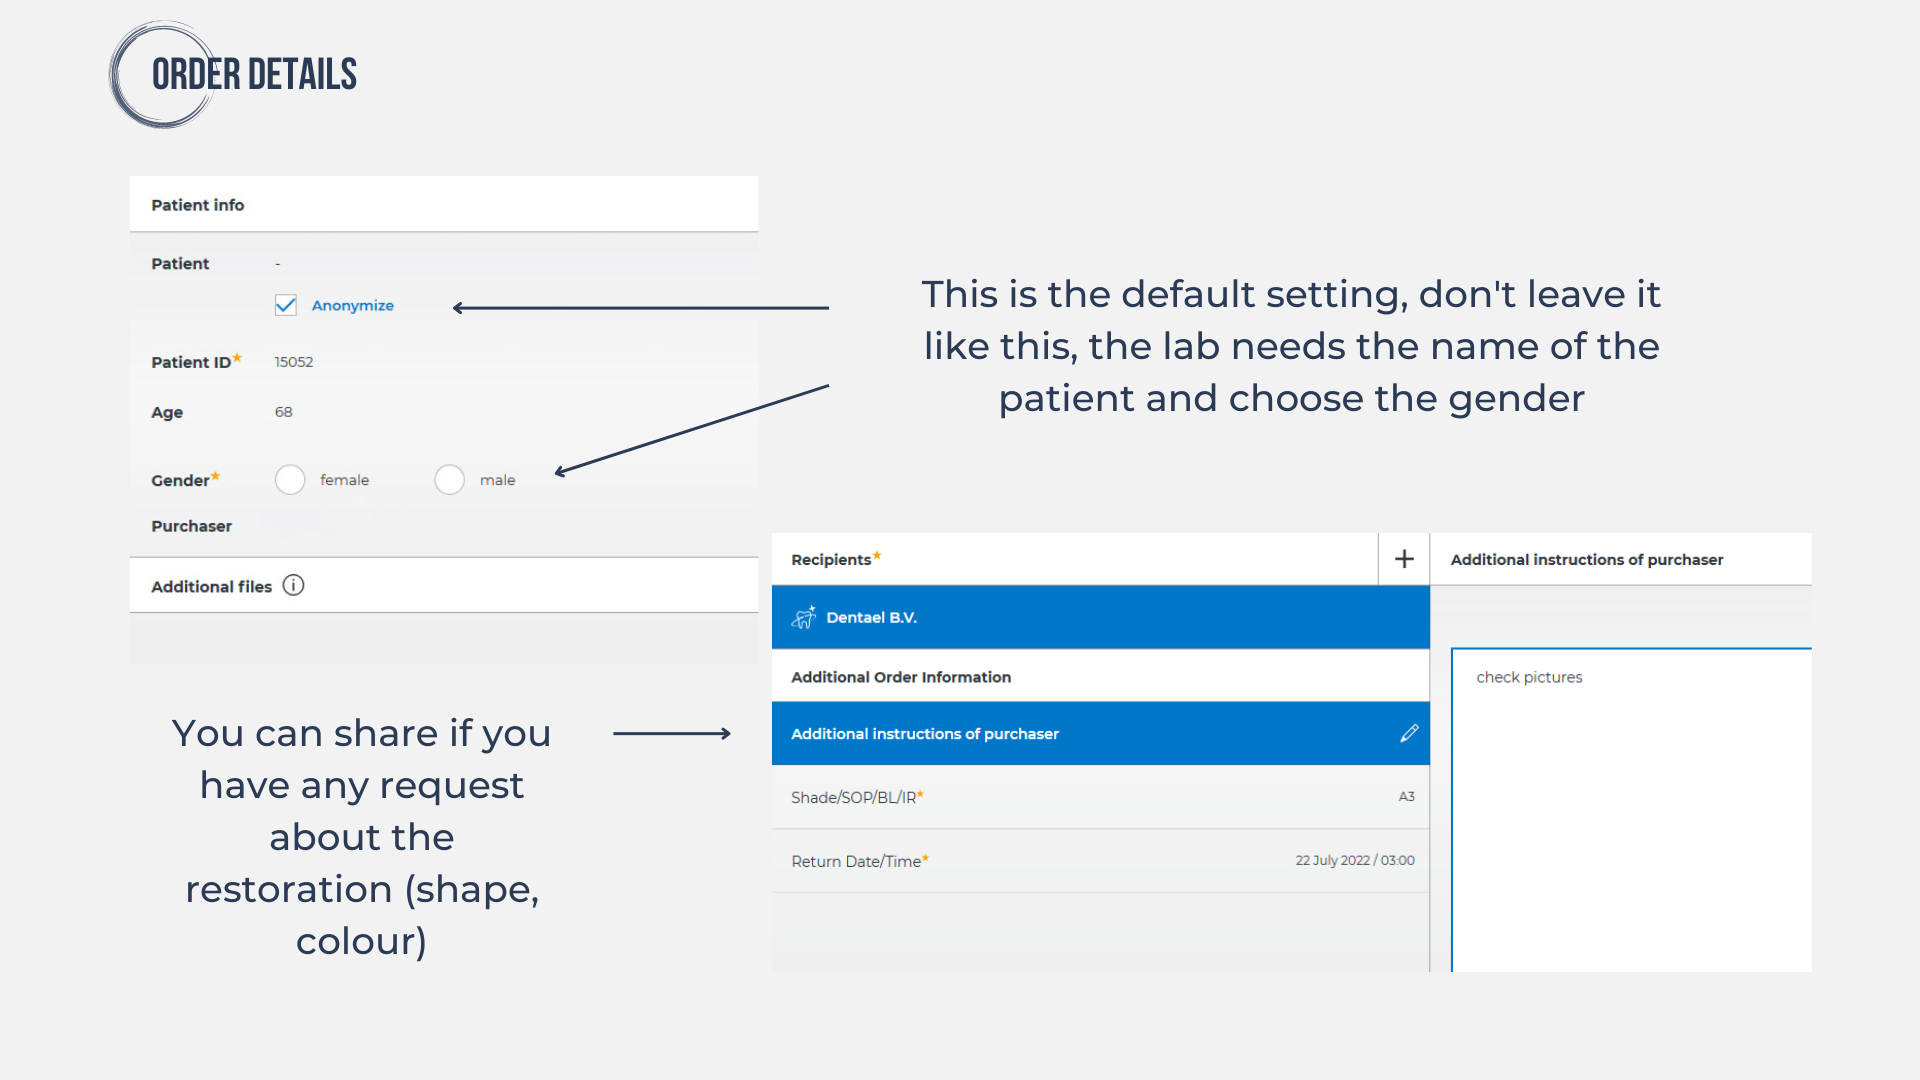 ORDER DETAILS
Patient info
Patient -
Anonymize
Patient ID★ 15052
Age 68
Gender★ female male
Purchaser
Additional files
This is the default setting, don't leave it
like this, the lab needs the name of the
patient and choose the gender
Recipients★ +
Dentael B.V.
Additional Order Information
Additional instructions of purchaser
Shade/SOP/BL/IR★ A3
Return Date/Time★ 22 July 2022 / 03:00
Additional instructions of purchaser
check pictures
You can share if you
have any request
about the
restoration (shape,
colour)